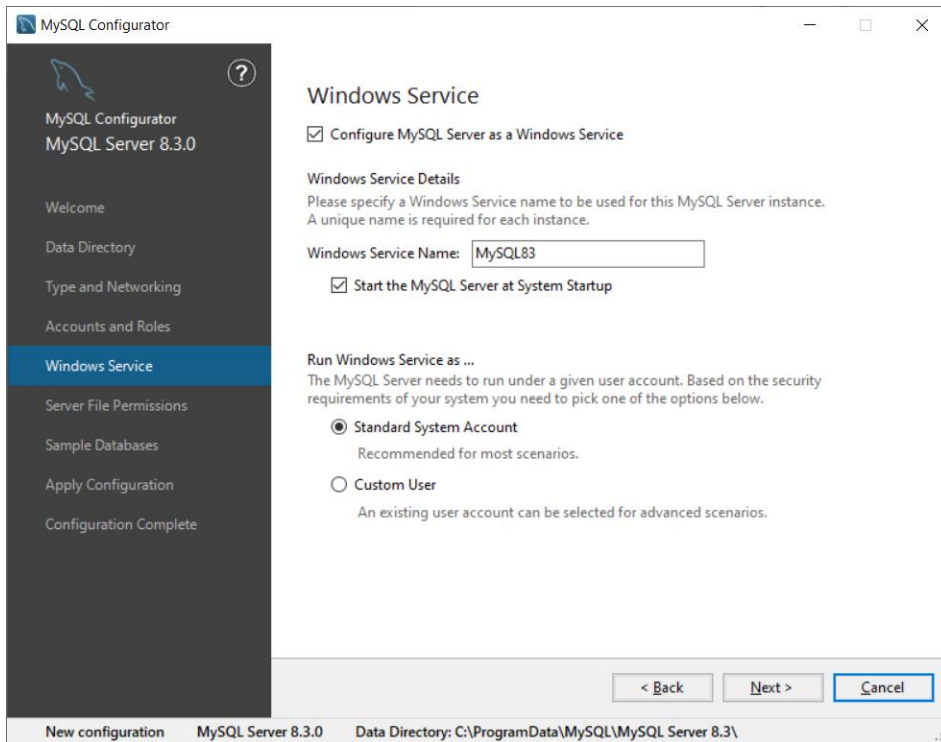 MySQL Configurator
?
MySQL Configurator
MySQL Server 8.3.0
Welcome
Data Directory
Type and Networking
Accounts and Roles
Windows Service
Server File Permissions
Sample Databases
Apply Configuration
Configuration Complete
Windows Service
Configure MySQL Server as a Windows Service
Windows Service Details
Please specify a Windows Service name to be used for this MySQL Server instance.
A unique name is required for each instance.
Windows Service Name: MySQL83
Start the MySQL Server at System Startup
Run Windows Service as ...
The MySQL Server needs to run under a given user account. Based on the security
requirements of your system you need to pick one of the options below.
Standard System Account
Recommended for most scenarios.
Custom User
An existing user account can be selected for advanced scenarios.
< Back Next > Cancel
New configuration MySQL Server 8.3.0 Data Directory: C:\ProgramData\MySQL\MySQL Server 8.3\